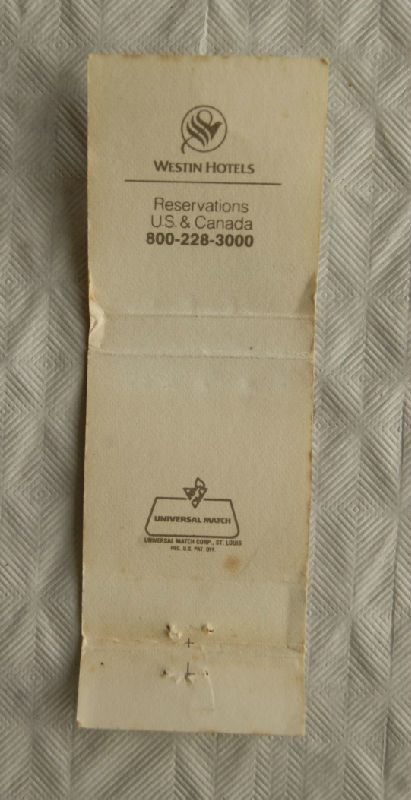 WESTIN HOTELS
Reservations
U.S. & Canada
800-228-3000
UNIVERSAL MATCH
UNIVERSAL MATCH CORP., ST. LOUIS
REG. U.S. PAT. OFF.